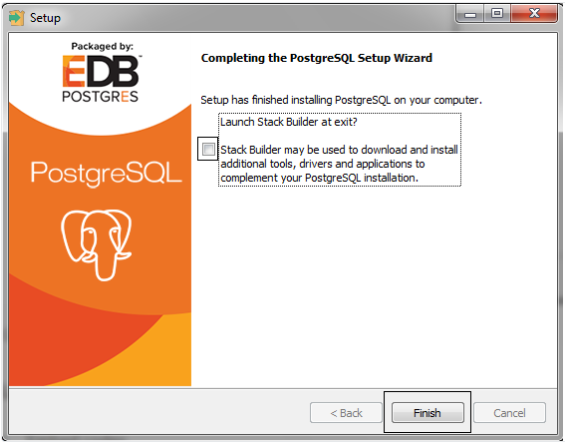 Setup
Packaged by:
EDB
POSTGRES
PostgreSQL
Completing the PostgreSQL Setup Wizard
Setup has finished installing PostgreSQL on your computer.
Launch Stack Builder at exit?
Stack Builder may be used to download and install
additional tools, drivers and applications to
complement your PostgreSQL installation.
< Back
Finish
Cancel